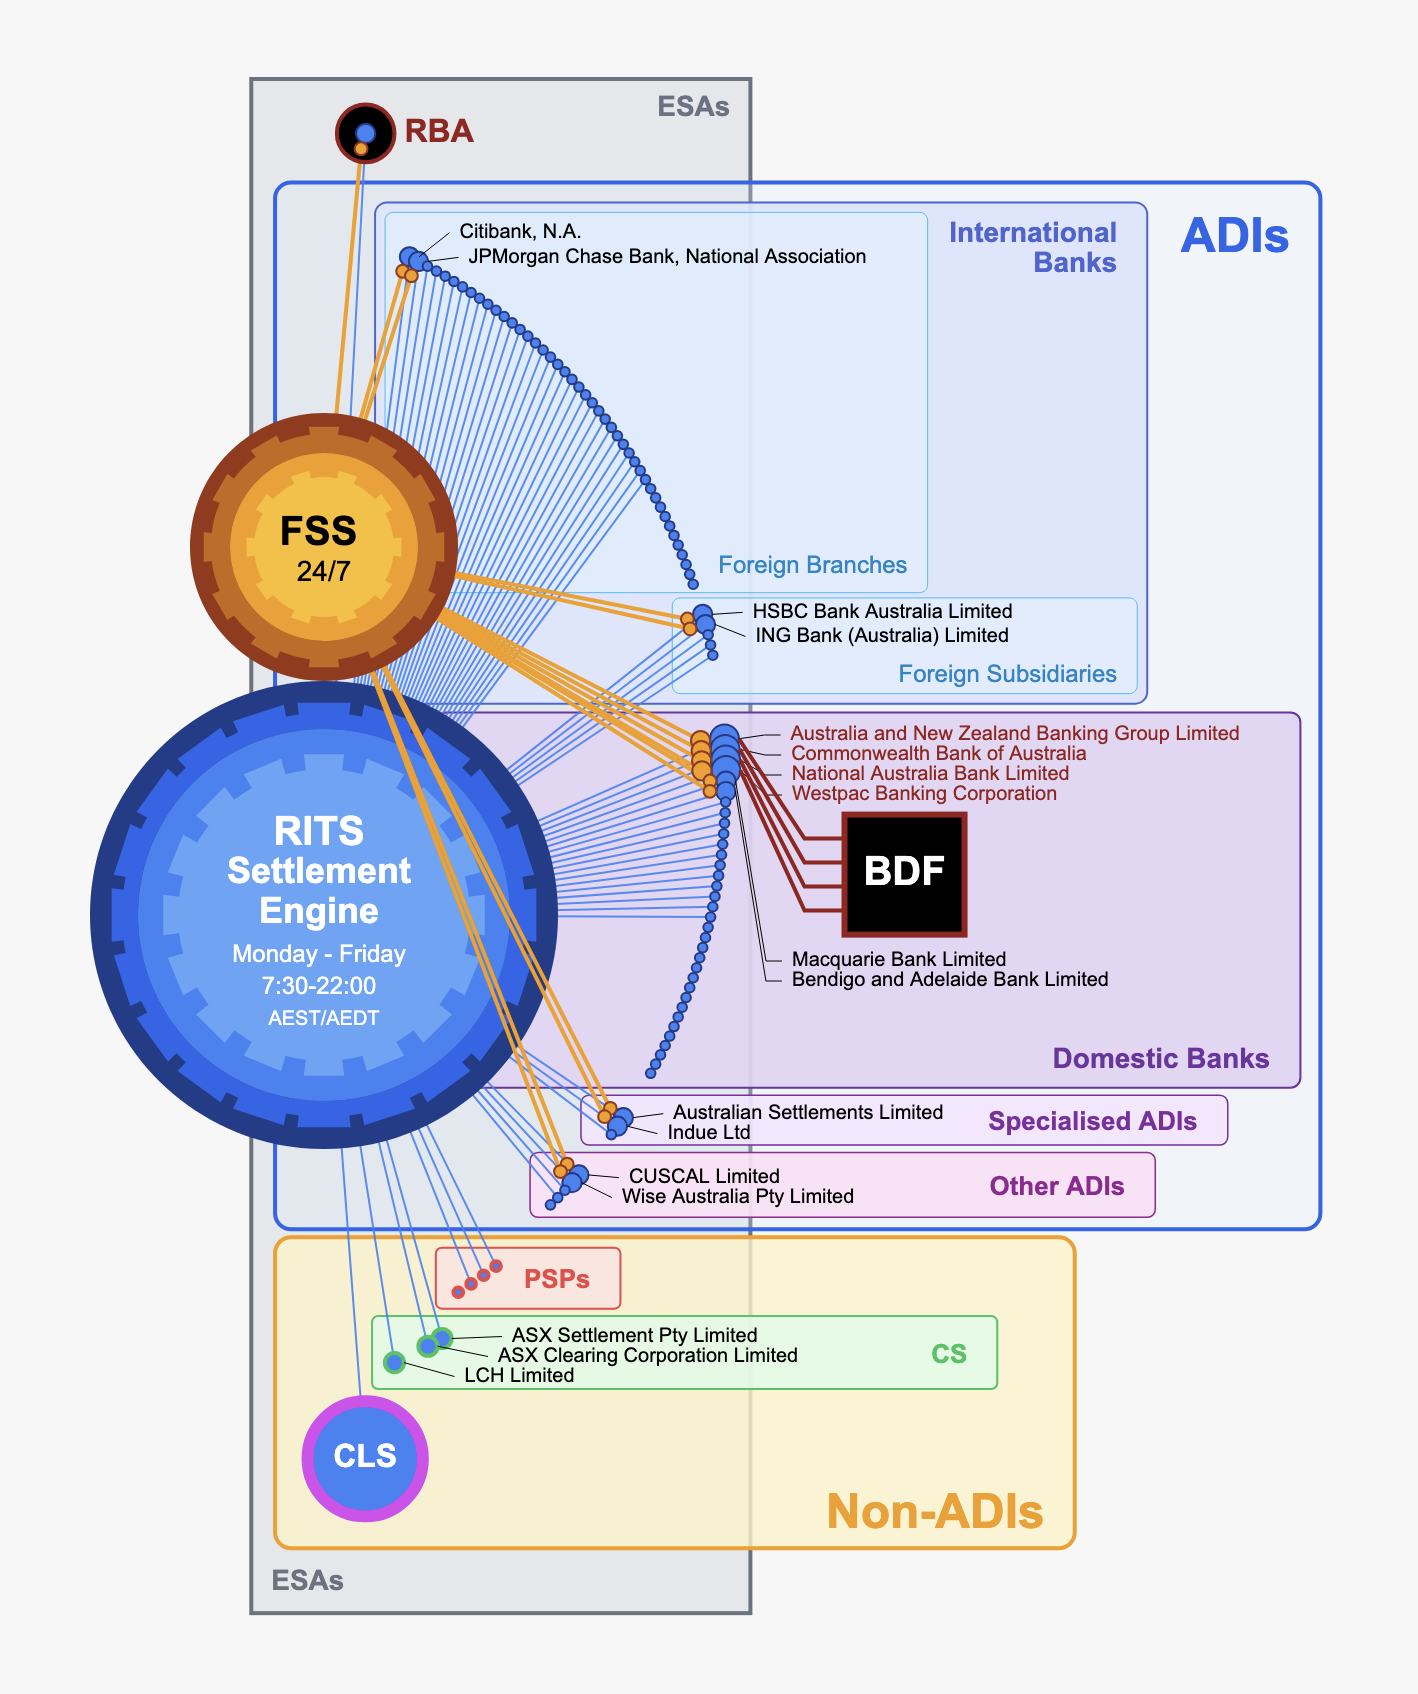 ESAs
RBA
ADIs
International
Banks
Citibank, N.A.
JPMorgan Chase Bank, National Association
Foreign Branches
FSS
24/7
HSBC Bank Australia Limited
ING Bank (Australia) Limited
Foreign Subsidiaries
Australia and New Zealand Banking Group Limited
Commonwealth Bank of Australia
National Australia Bank Limited
Westpac Banking Corporation
BDF
RITS
Settlement
Engine
Monday - Friday
7:30-22:00
AEST/AEDT
Macquarie Bank Limited
Bendigo and Adelaide Bank Limited
Domestic Banks
Australian Settlements Limited
Indue Ltd
Specialised ADIs
CUSCAL Limited
Wise Australia Pty Limited
Other ADIs
PSPs
ASX Settlement Pty Limited
ASX Clearing Corporation Limited
LCH Limited
CS
CLS
Non-ADIs
ESAs